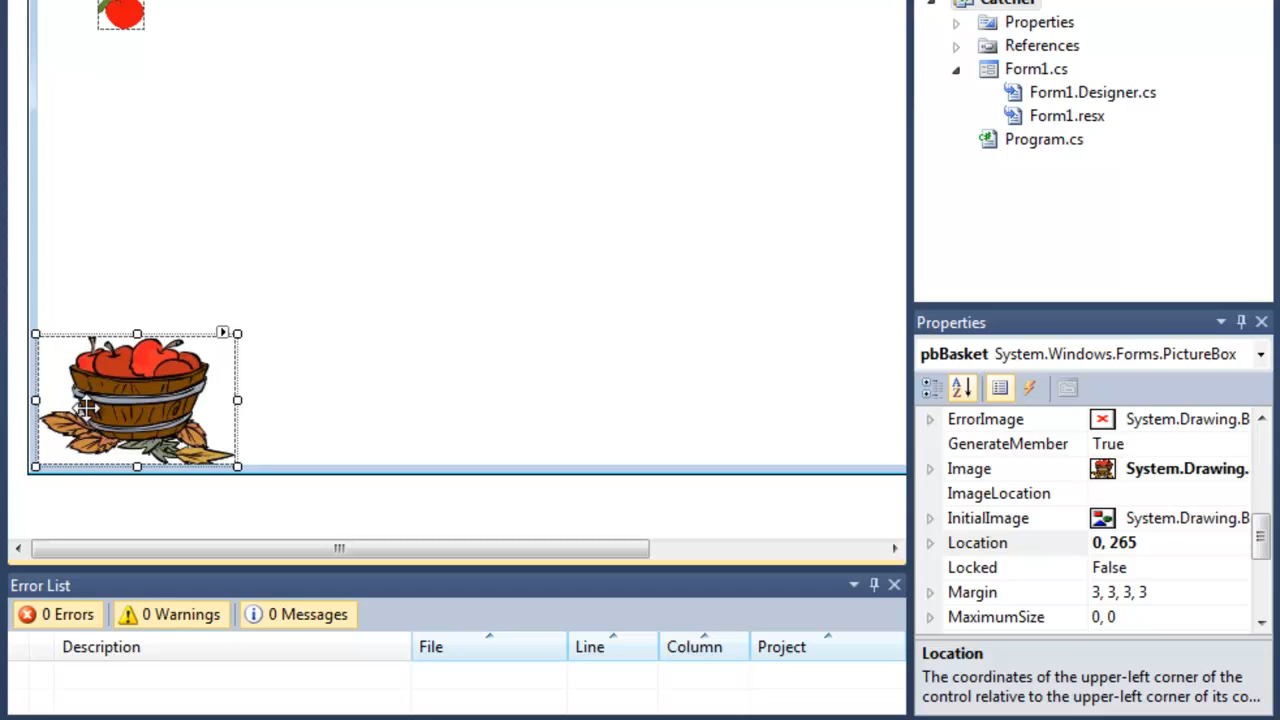 Catcher
Properties
References
Form1.cs
Form1.Designer.cs
Form1.resx
Program.cs
Properties
pbBasket System.Windows.Forms.PictureBox
ErrorImage System.Drawing.B
GenerateMember True
Image System.Drawing.
ImageLocation
InitialImage System.Drawing.B
Location 0, 265
Locked False
Margin 3, 3, 3, 3
MaximumSize 0, 0
Location
The coordinates of the upper-left corner of the
control relative to the upper-left corner of its co...
Error List
0 Errors 0 Warnings 0 Messages
Description File Line Column Project